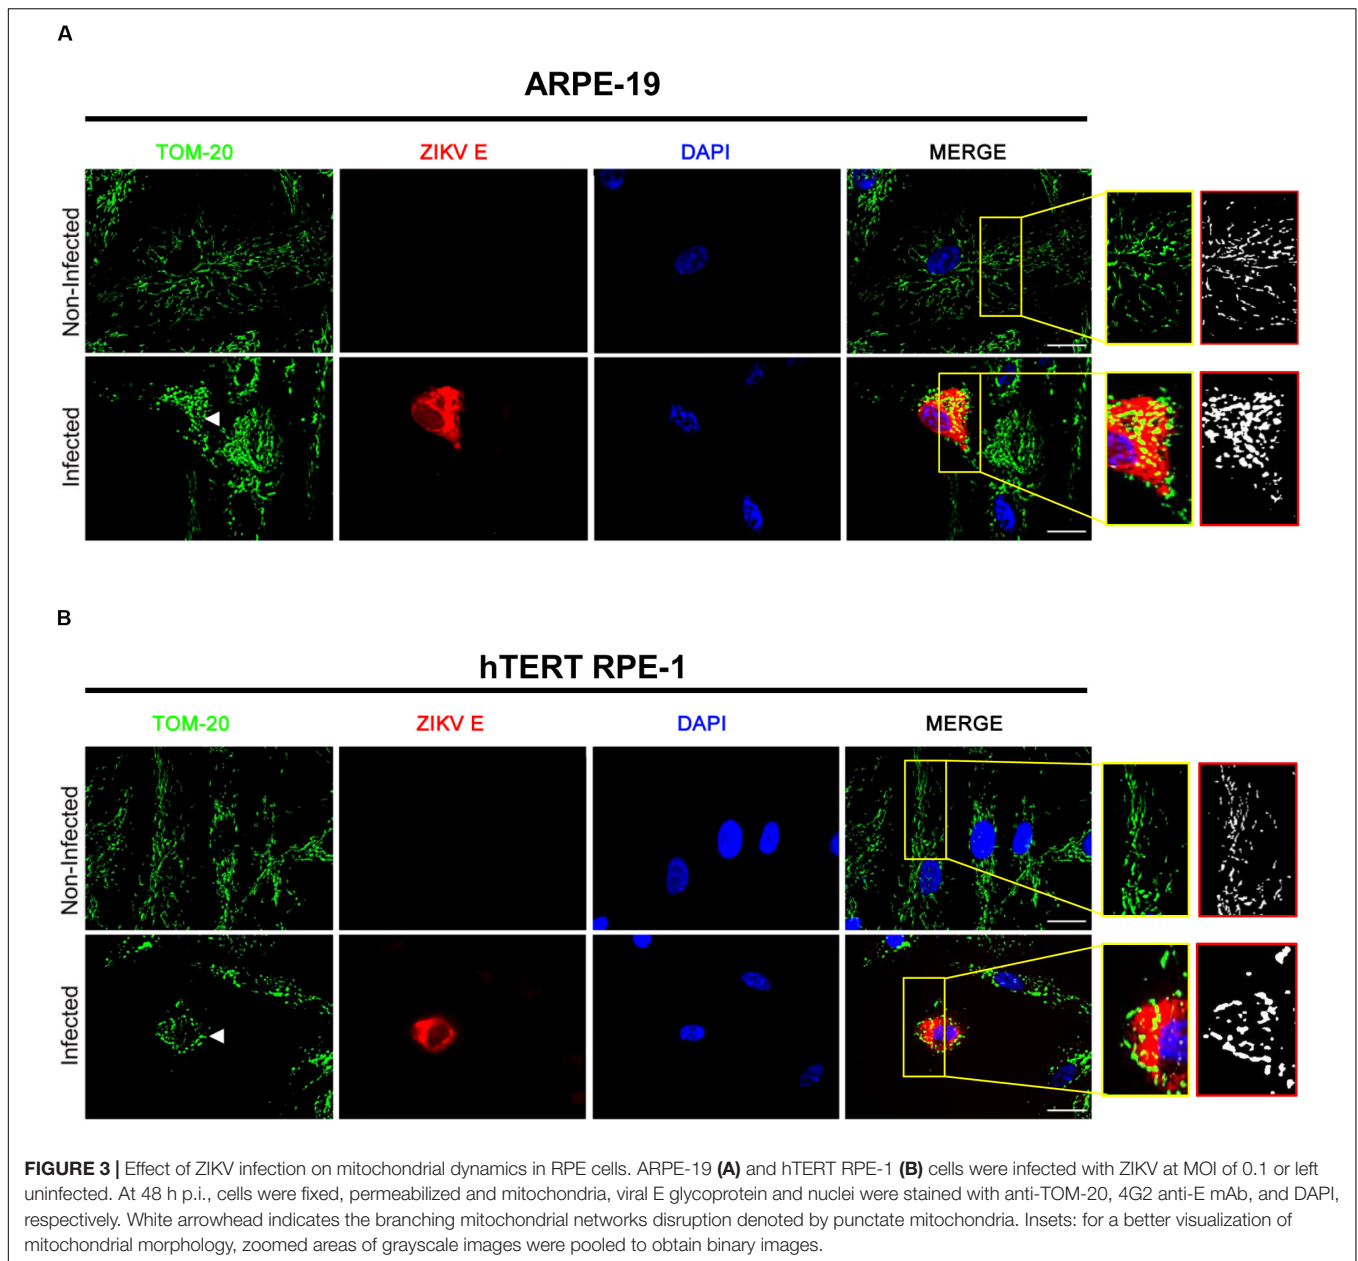 A
ARPE-19
TOM-20 ZIKV E DAPI MERGE
Non-Infected
Infected
B
hTERT RPE-1
TOM-20 ZIKV E DAPI MERGE
Non-Infected
Infected
FIGURE 3 | Effect of ZIKV infection on mitochondrial dynamics in RPE cells. ARPE-19 (A) and hTERT RPE-1 (B) cells were infected with ZIKV at MOI of 0.1 or left
uninfected. At 48 h p.i., cells were fixed, permeabilized and mitochondria, viral E glycoprotein and nuclei were stained with anti-TOM-20, 4G2 anti-E mAb, and DAPI,
respectively. White arrowhead indicates the branching mitochondrial networks disruption denoted by punctate mitochondria. Insets: for a better visualization of
mitochondrial morphology, zoomed areas of grayscale images were pooled to obtain binary images.